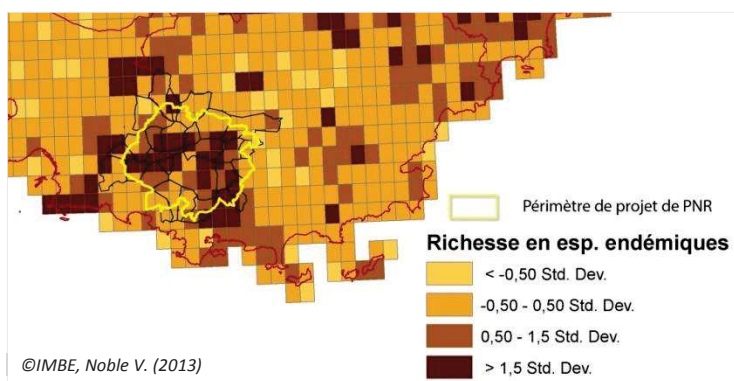 Périmètre de projet de PNR
Richesse en esp. endémiques
< -0,50 Std. Dev.
-0,50 - 0,50 Std. Dev.
0,50 - 1,5 Std. Dev.
> 1,5 Std. Dev.
©IMBE, Noble V. (2013)